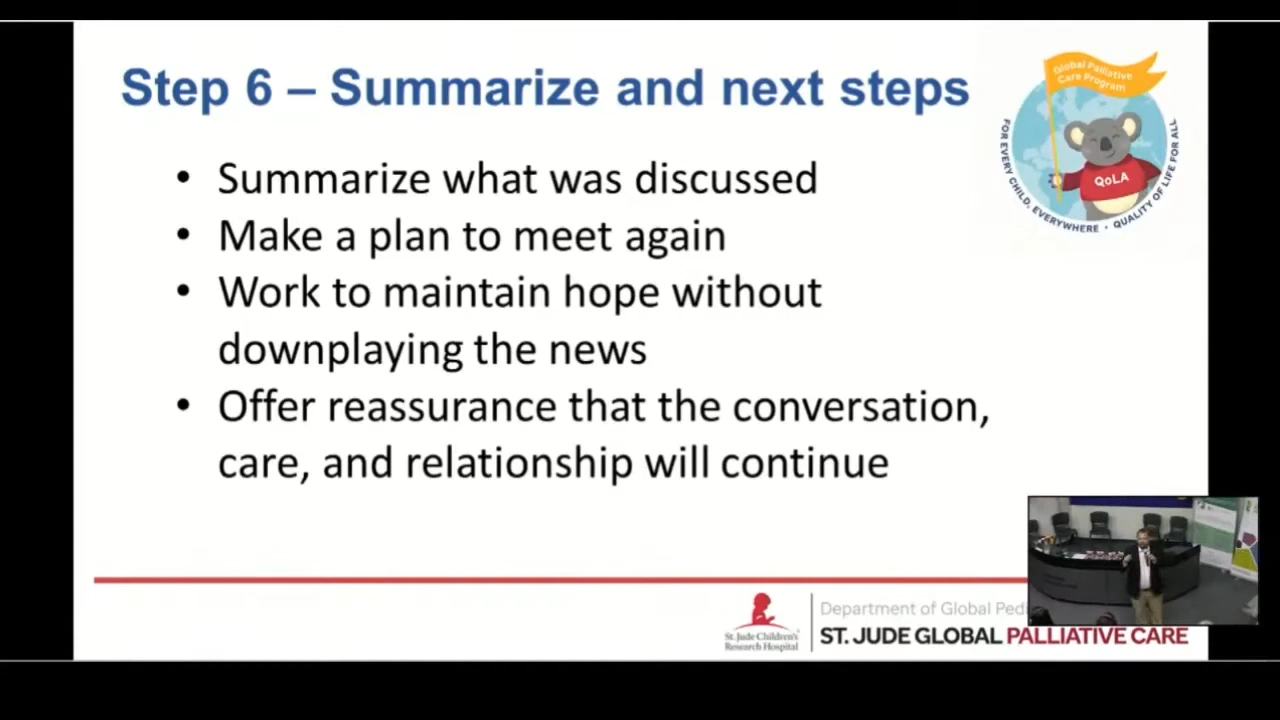 Step 6 – Summarize and next steps
Global Palliative
Care Program
FOR EVERY CHILD, EVERYWHERE • QUALITY OF LIFE FOR ALL
QoLA
• Summarize what was discussed
• Make a plan to meet again
• Work to maintain hope without
downplaying the news
• Offer reassurance that the conversation,
care, and relationship will continue
St. Jude Children's
Research Hospital
Department of Global Pedi
ST. JUDE GLOBAL PALLIATIVE CARE